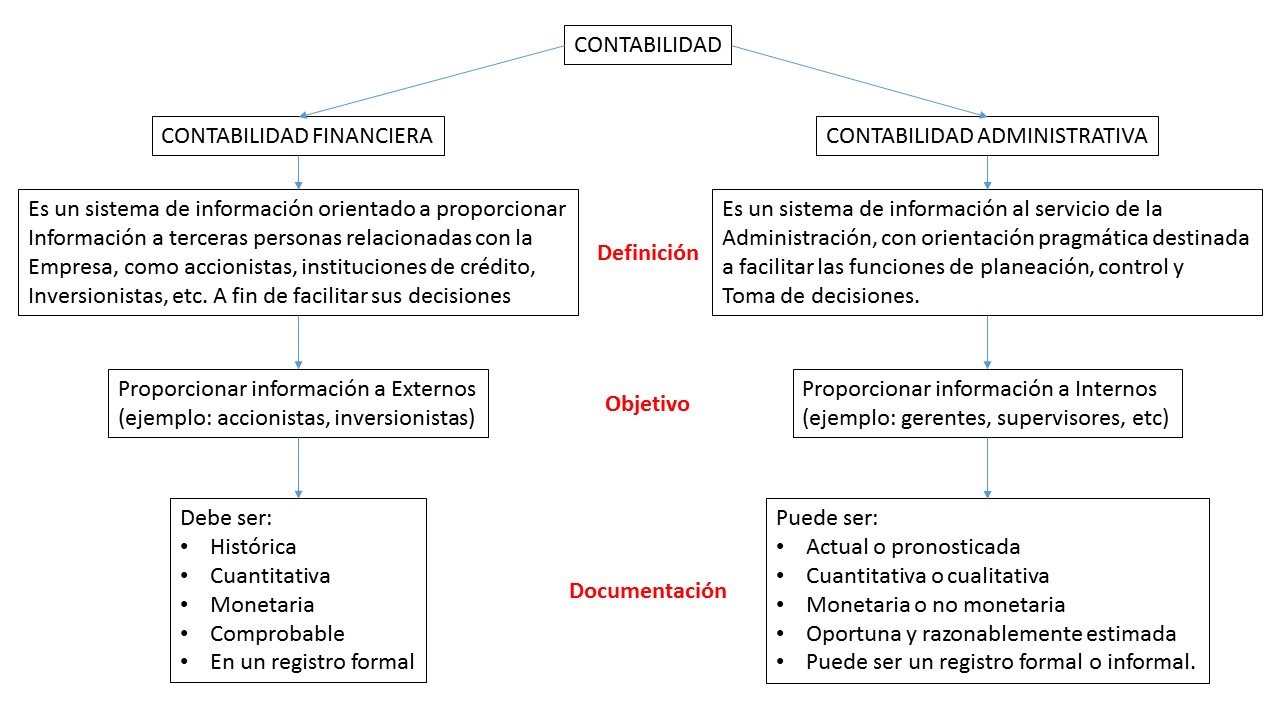 CONTABILIDAD
CONTABILIDAD FINANCIERA
CONTABILIDAD ADMINISTRATIVA
Es un sistema de información orientado a proporcionar
Información a terceras personas relacionadas con la
Empresa, como accionistas, instituciones de crédito,
Inversionistas, etc. A fin de facilitar sus decisiones
Definición
Es un sistema de información al servicio de la
Administración, con orientación pragmática destinada
a facilitar las funciones de planeación, control y
Toma de decisiones.
Proporcionar información a Externos
(ejemplo: accionistas, inversionistas)
Objetivo
Proporcionar información a Internos
(ejemplo: gerentes, supervisores, etc)
Debe ser:
• Histórica
• Cuantitativa
• Monetaria
• Comprobable
• En un registro formal
Documentación
Puede ser:
• Actual o pronosticada
• Cuantitativa o cualitativa
• Monetaria o no monetaria
• Oportuna y razonablemente estimada
• Puede ser un registro formal o informal.